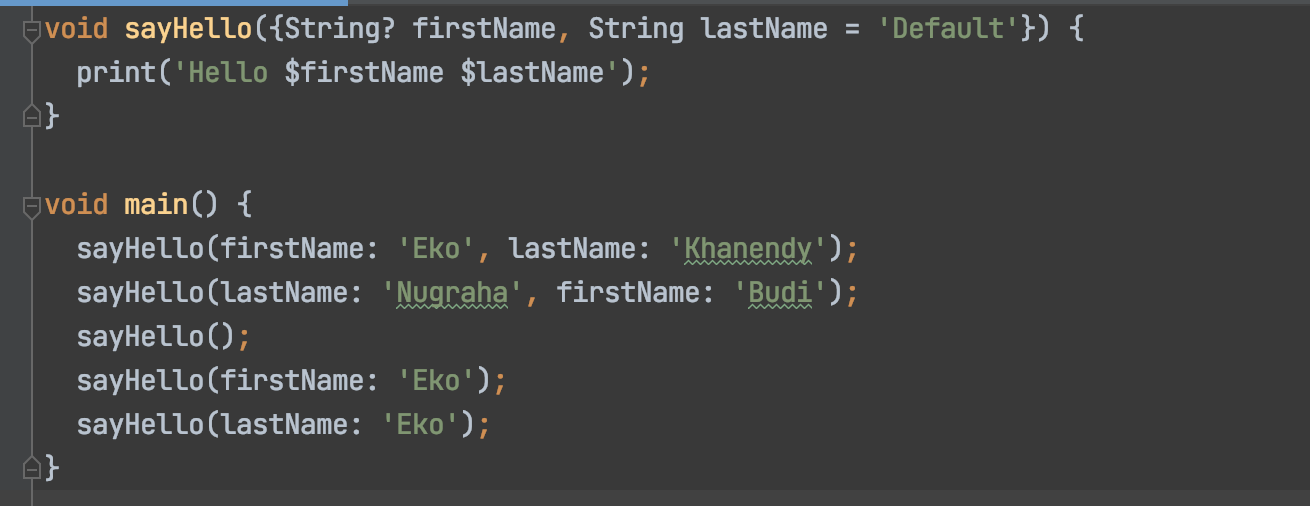 void sayHello({String? firstName, String lastName = 'Default'}) {
  print('Hello $firstName $lastName');
}

void main() {
  sayHello(firstName: 'Eko', lastName: 'Khanendy');
  sayHello(lastName: 'Nugraha', firstName: 'Budi');
  sayHello();
  sayHello(firstName: 'Eko');
  sayHello(lastName: 'Eko');
}